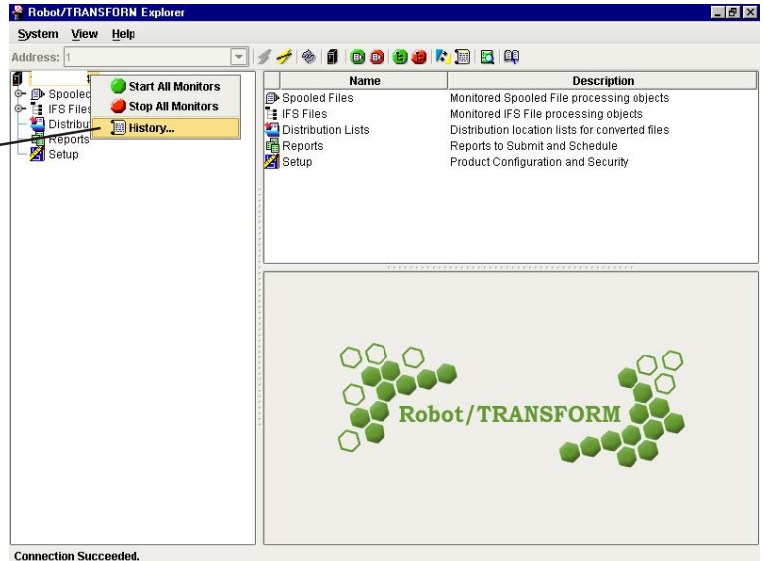 Robot/TRANSFORM Explorer
System View Help
Address: 1
Start All Monitors
Stop All Monitors
History...
Spooled
IFS Files
Distribut
Reports
Setup
Name Description
Spooled Files Monitored Spooled File processing objects
IFS Files Monitored IFS File processing objects
Distribution Lists Distribution location lists for converted files
Reports Reports to Submit and Schedule
Setup Product Configuration and Security
Robot/TRANSFORM
Connection Succeeded.